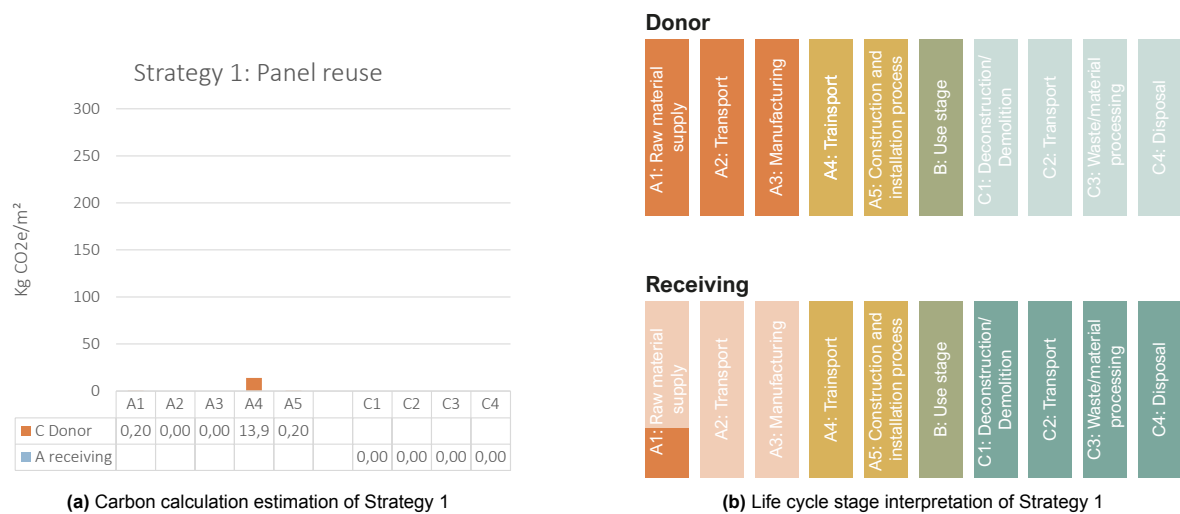 Strategy 1: Panel reuse
Kg CO2e/m²
300
250
200
150
100
50
0
A1 A2 A3 A4 A5 C1 C2 C3 C4
C Donor 0,20 0,00 0,00 13,9 0,20
A receiving 0,00 0,00 0,00 0,00
(a) Carbon calculation estimation of Strategy 1
Donor
A1: Raw material
supply
A2: Transport
A3: Manufacturing
A4: Trainsport
A5: Construction and
installation process
B: Use stage
C1: Deconstruction/
Demolition
C2: Transport
C3: Waste/material
processing
C4: Disposal
Receiving
A1: Raw material
supply
A2: Transport
A3: Manufacturing
A4: Trainsport
A5: Construction and
installation process
B: Use stage
C1: Deconstruction/
Demolition
C2: Transport
C3: Waste/material
processing
C4: Disposal
(b) Life cycle stage interpretation of Strategy 1